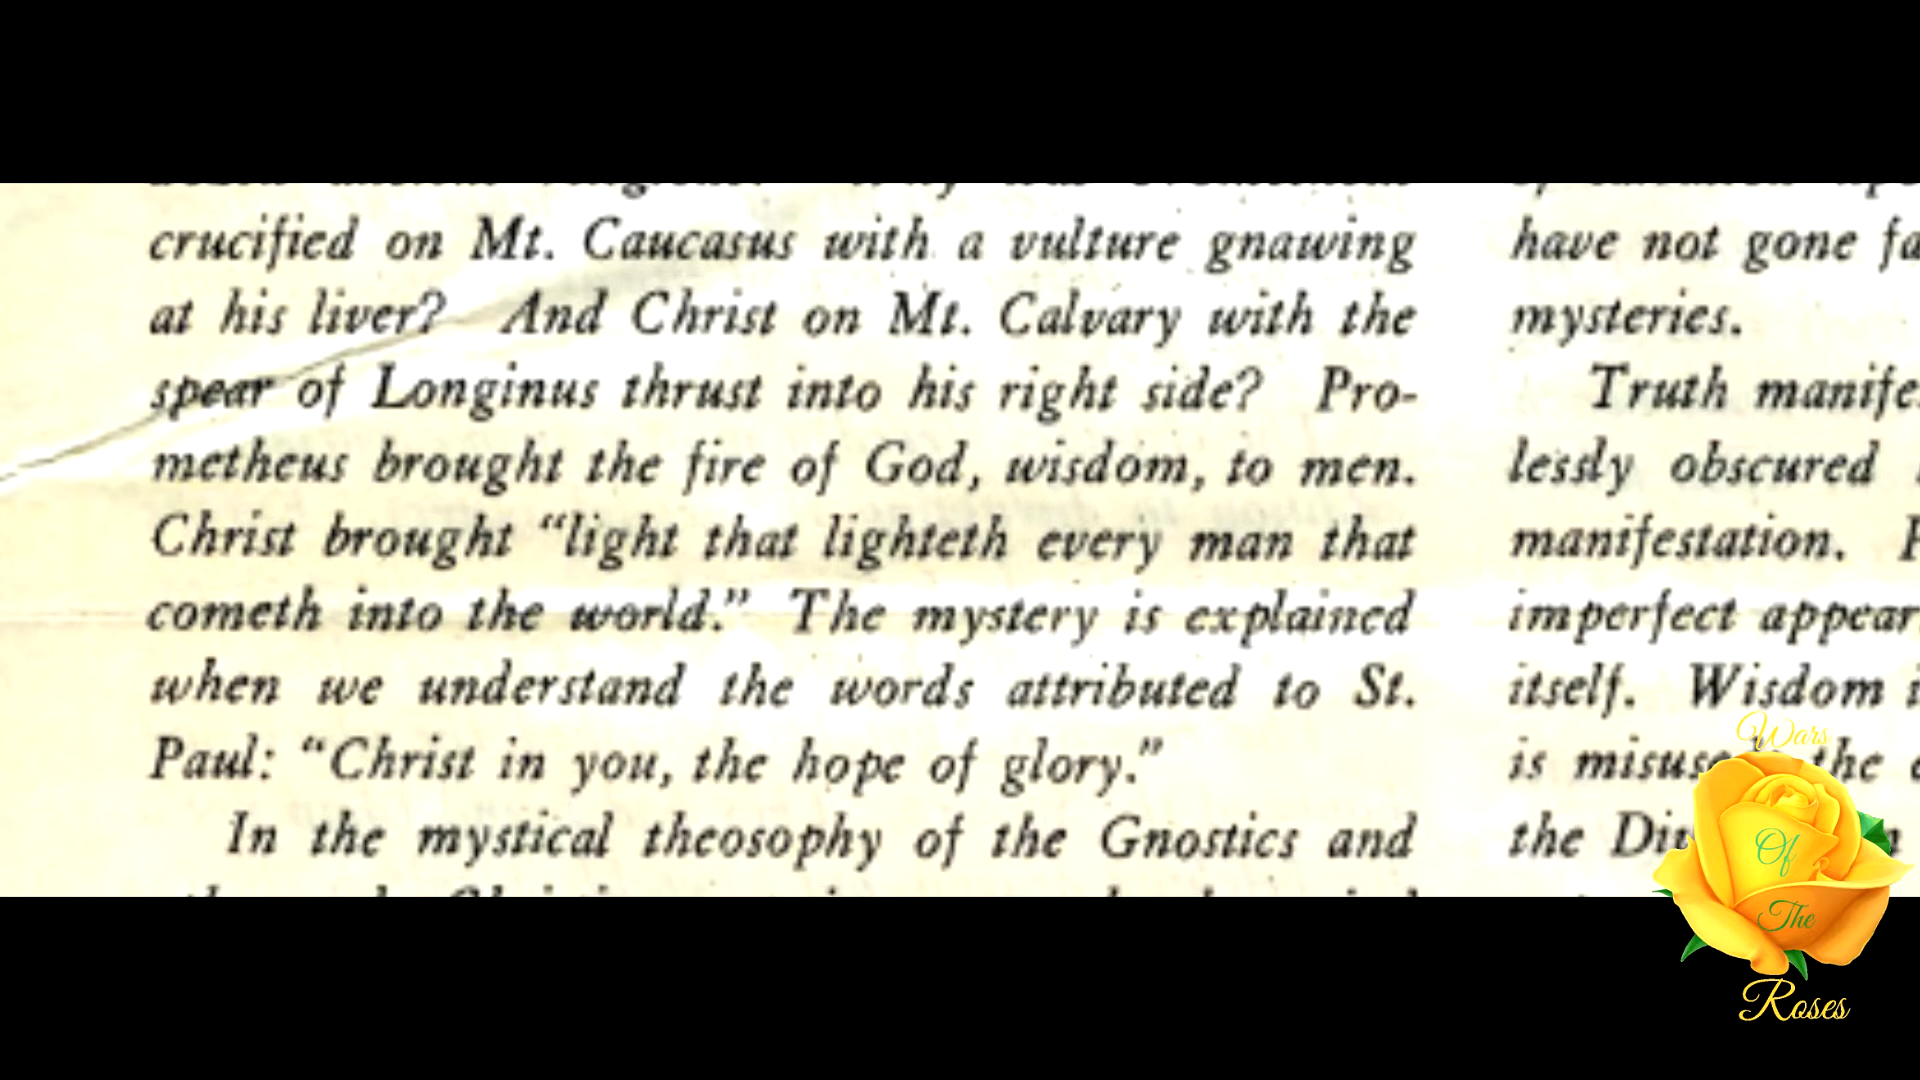 crucified on Mt. Caucasus with a vulture gnawing
at his liver? And Christ on Mt. Calvary with the
spear of Longinus thrust into his right side? Pro-
metheus brought the fire of God, wisdom, to men.
Christ brought “light that lighteth every man that
cometh into the world.” The mystery is explained
when we understand the words attributed to St.
Paul: “Christ in you, the hope of glory.”
In the mystical theosophy of the Gnostics and
have not gone
mysteries.
Truth
lessly obscured
manifestation.
imperfect
itself. Wisdom
is the
the
Wars
Of
The
Roses